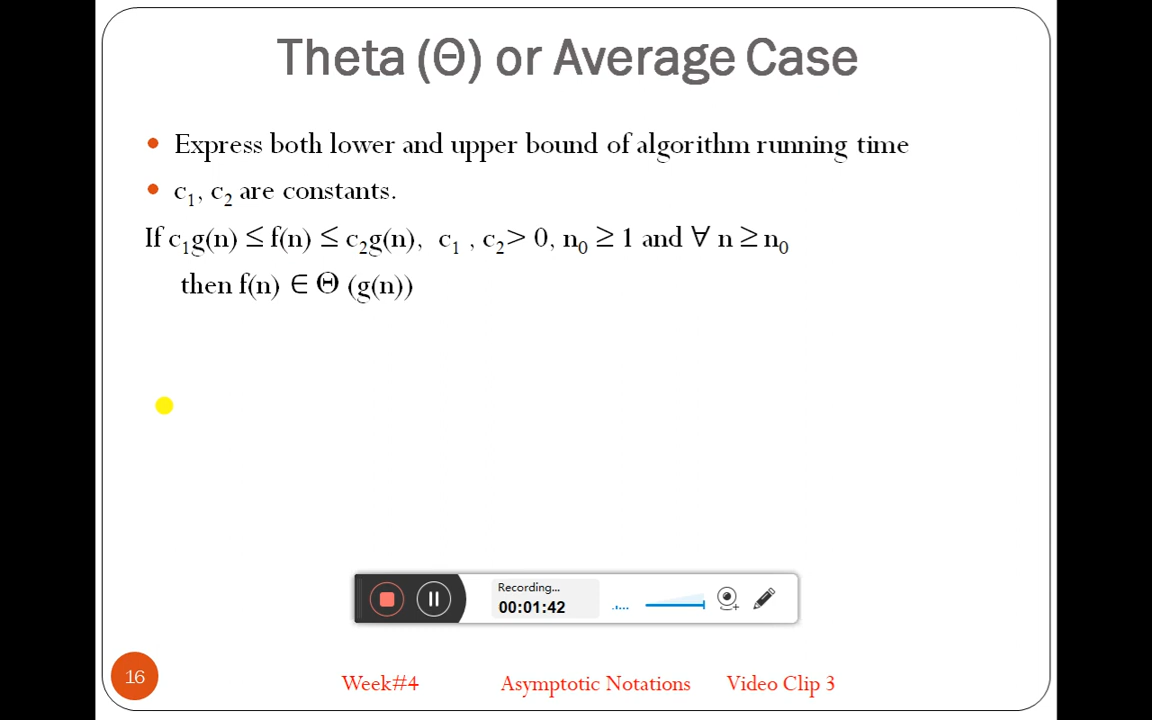 Theta (Θ) or Average Case
• Express both lower and upper bound of algorithm running time
• c₁, c₂ are constants.
If c₁g(n) ≤ f(n) ≤ c₂g(n), c₁ , c₂> 0, n₀ ≥ 1 and ∀ n ≥ n₀
then f(n) ∈ Θ (g(n))
Recording...
00:01:42
16
Week#4 Asymptotic Notations Video Clip 3